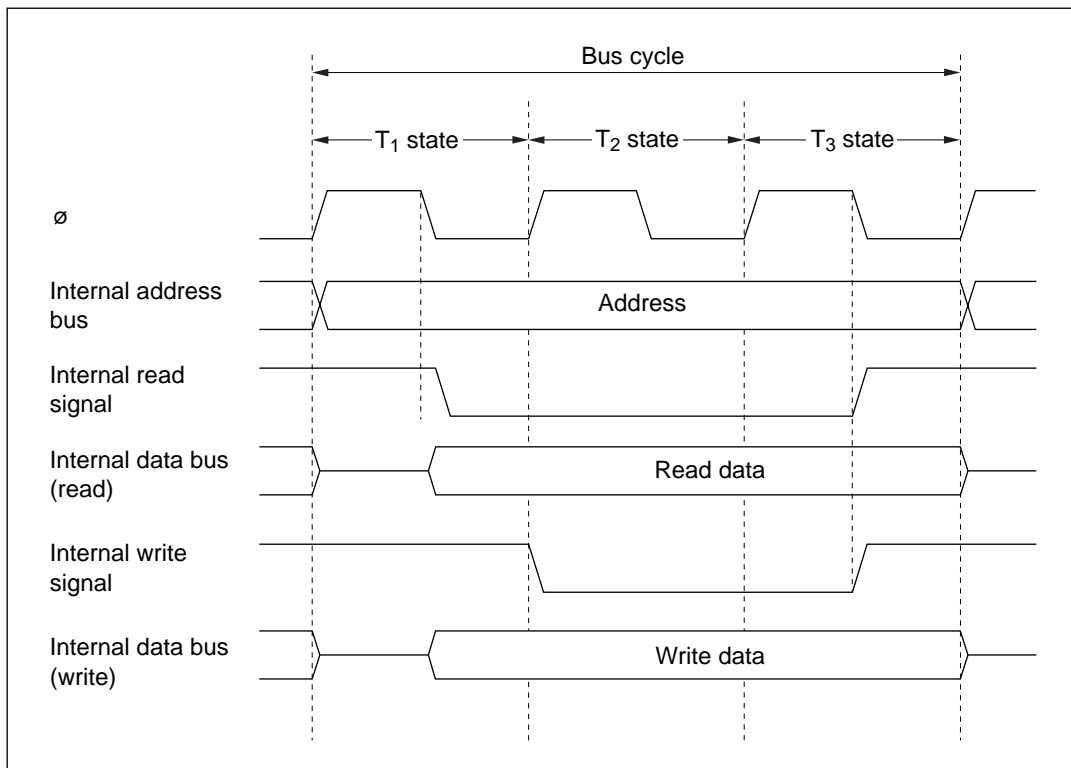 Bus cycle
T₁ state
T₂ state
T₃ state
ø
Internal address
bus
Address
Internal read
signal
Internal data bus
(read)
Read data
Internal write
signal
Internal data bus
(write)
Write data